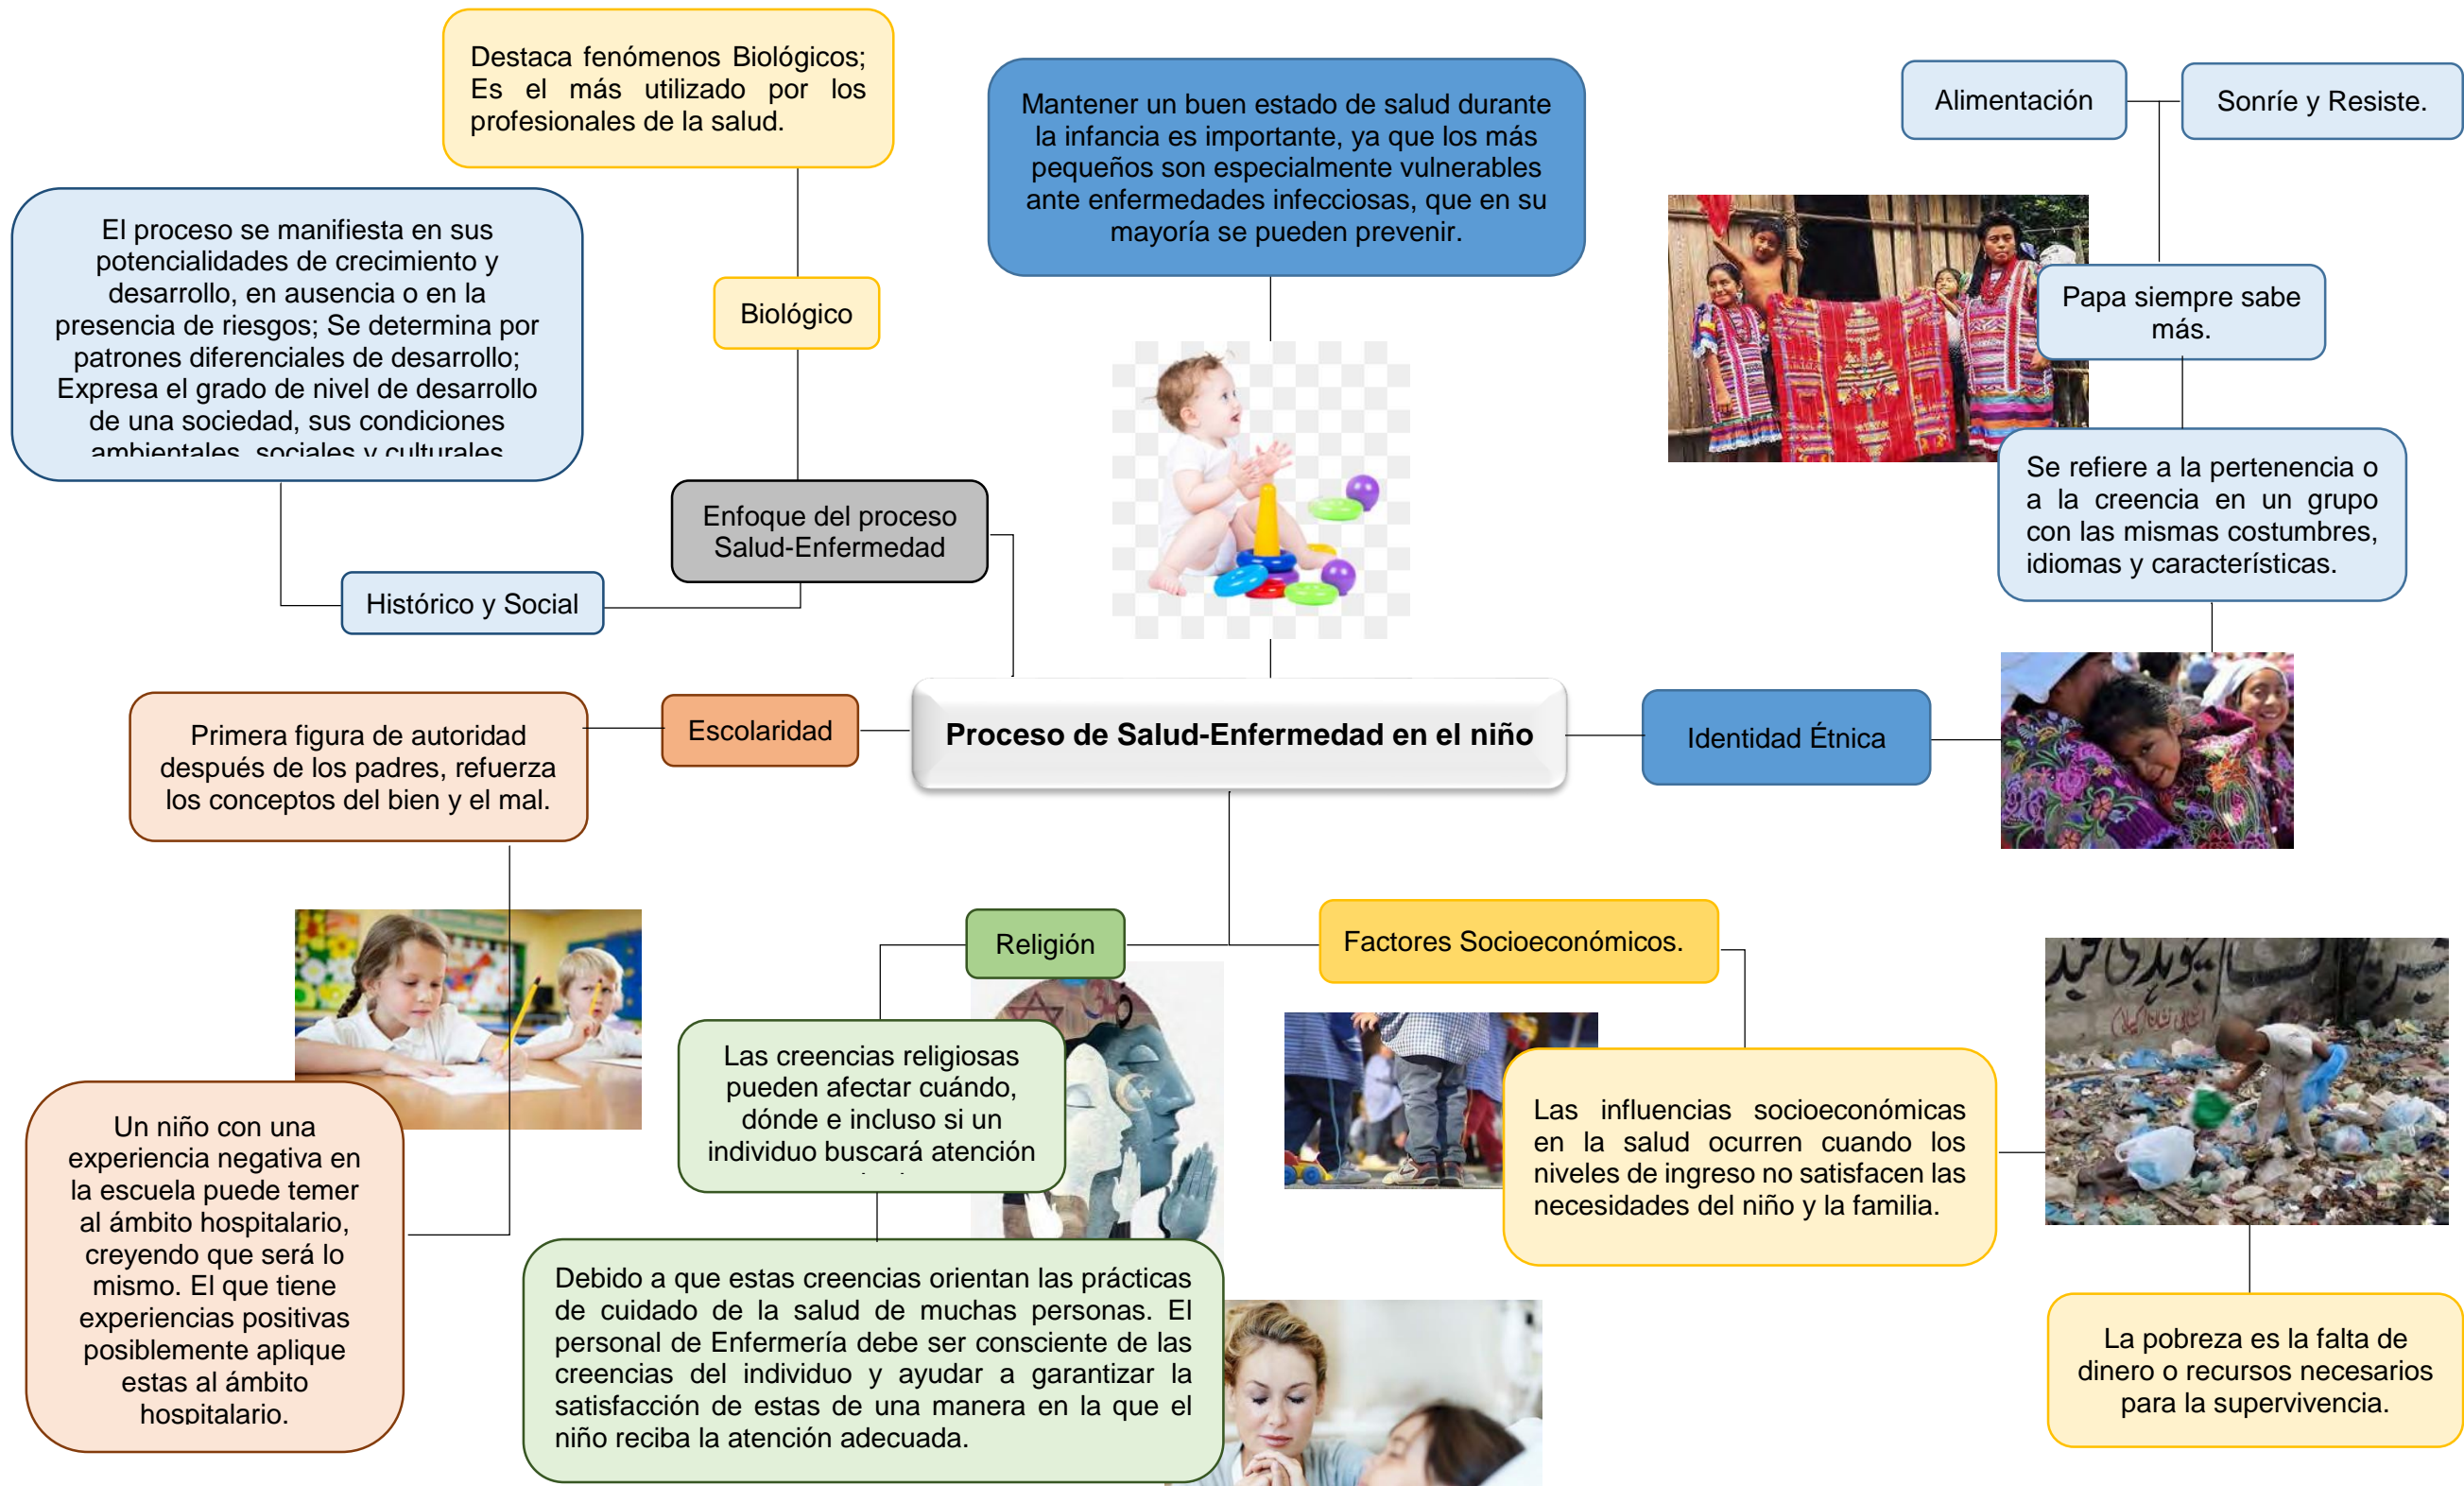 Destaca fenómenos Biológicos;
Es el más utilizado por los
profesionales de la salud.
Mantener un buen estado de salud durante
la infancia es importante, ya que los más
pequeños son especialmente vulnerables
ante enfermedades infecciosas, que en su
mayoría se pueden prevenir.
Alimentación
Sonríe y Resiste.
El proceso se manifiesta en sus
potencialidades de crecimiento y
desarrollo, en ausencia o en la
presencia de riesgos; Se determina por
patrones diferenciales de desarrollo;
Expresa el grado de nivel de desarrollo
de una sociedad, sus condiciones
ambientales, sociales y culturales
Biológico
Papa siempre sabe
más.
Enfoque del proceso
Salud-Enfermedad
Se refiere a la pertenencia o
a la creencia en un grupo
con las mismas costumbres,
idiomas y características.
Histórico y Social
Primera figura de autoridad
después de los padres, refuerza
los conceptos del bien y el mal.
Escolaridad
Proceso de Salud-Enfermedad en el niño
Identidad Étnica
Religión
Factores Socioeconómicos.
Las creencias religiosas
pueden afectar cuándo,
dónde e incluso si un
individuo buscará atención
Las influencias socioeconómicas
en la salud ocurren cuando los
niveles de ingreso no satisfacen las
necesidades del niño y la familia.
Un niño con una
experiencia negativa en
la escuela puede temer
al ámbito hospitalario,
creyendo que será lo
mismo. El que tiene
experiencias positivas
posiblemente aplique
estas al ámbito
hospitalario.
Debido a que estas creencias orientan las prácticas
de cuidado de la salud de muchas personas. El
personal de Enfermería debe ser consciente de las
creencias del individuo y ayudar a garantizar la
satisfacción de estas de una manera en la que el
niño reciba la atención adecuada.
La pobreza es la falta de
dinero o recursos necesarios
para la supervivencia.